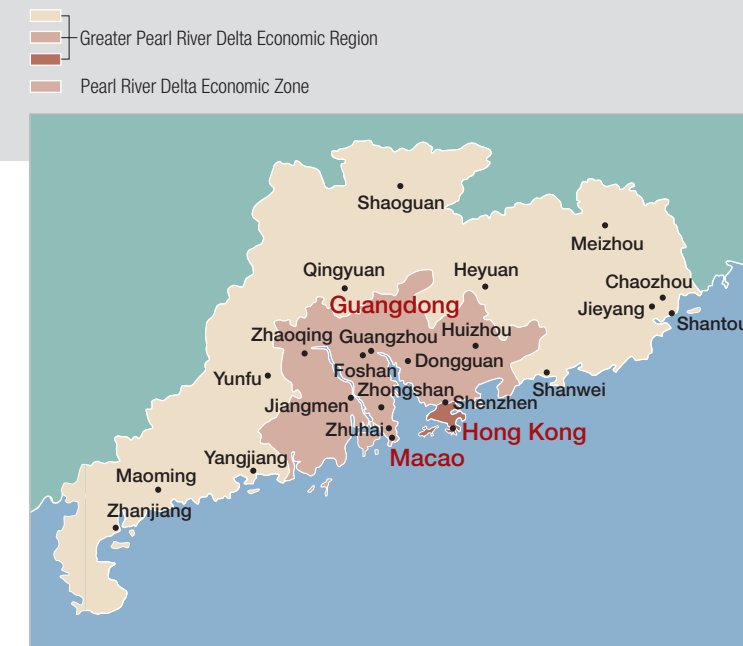 Greater Pearl River Delta Economic Region
Pearl River Delta Economic Zone
Shaoguan
Meizhou
Qingyuan
Heyuan
Chaozhou
Guangdong
Jieyang
Shantou
Zhaoqing
Guangzhou
Huizhou
Foshan
Dongguan
Yunfu
Zhongshan
Shanwei
Jiangmen
Shenzhen
Zhuhai
Hong Kong
Macao
Yangjiang
Maoming
Zhanjiang